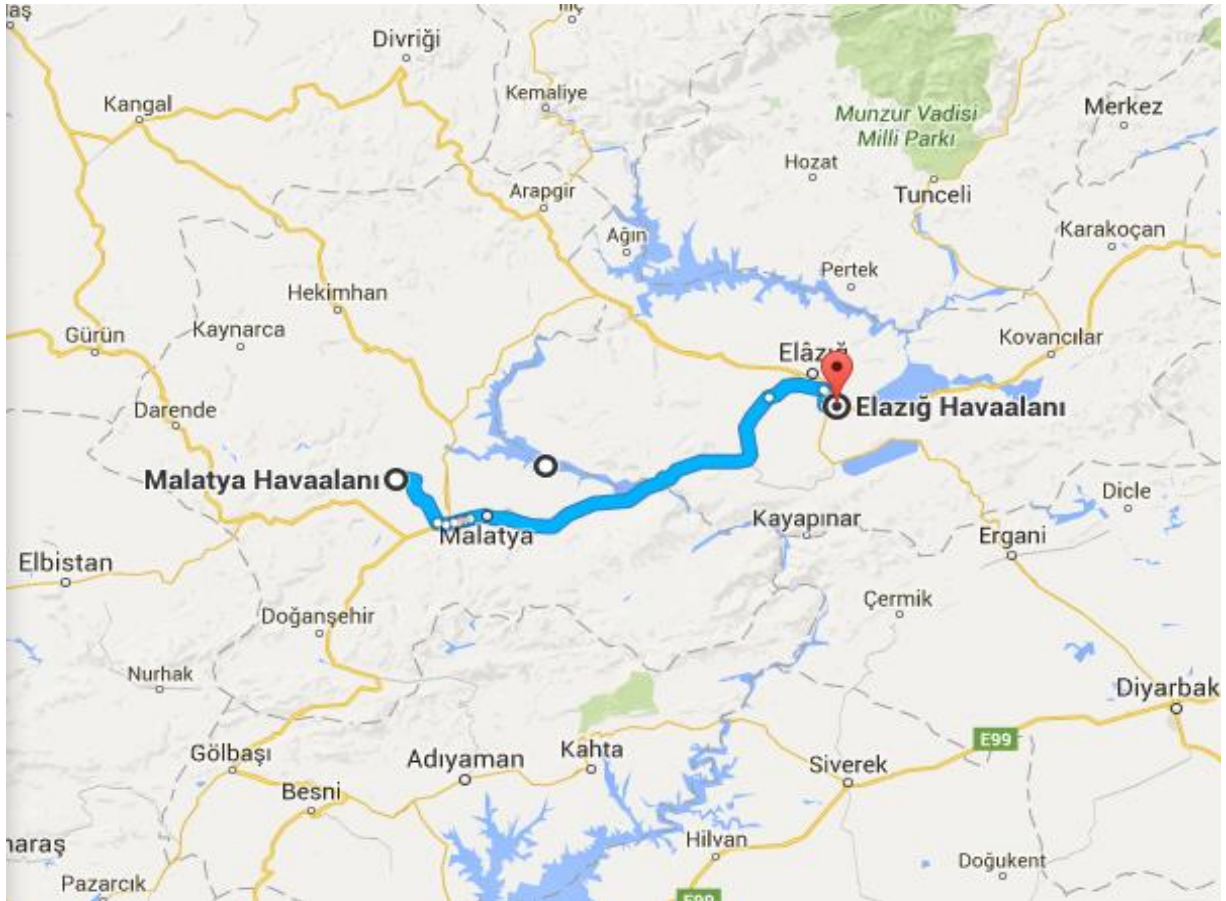 Divriği
Kangal
Kemaliye
Munzur Vadisi
Milli Parkı
Merkez
Hozat
Tunceli
Arapgir
Ağın
Karakoçan
Pertek
Hekimhan
Gürün
Kaynarca
Elâzığ
Kovancılar
Darende
Elazığ Havaalanı
Malatya Havaalanı
Malatya
Kayapınar
Dicle
Ergani
Elbistan
Doğanşehir
Çermik
Nurhak
Diyarbak
E99
Gölbaşı
Adıyaman
Kahta
Siverek
Besni
Hilvan
Doğukent
Pazarcık
E99